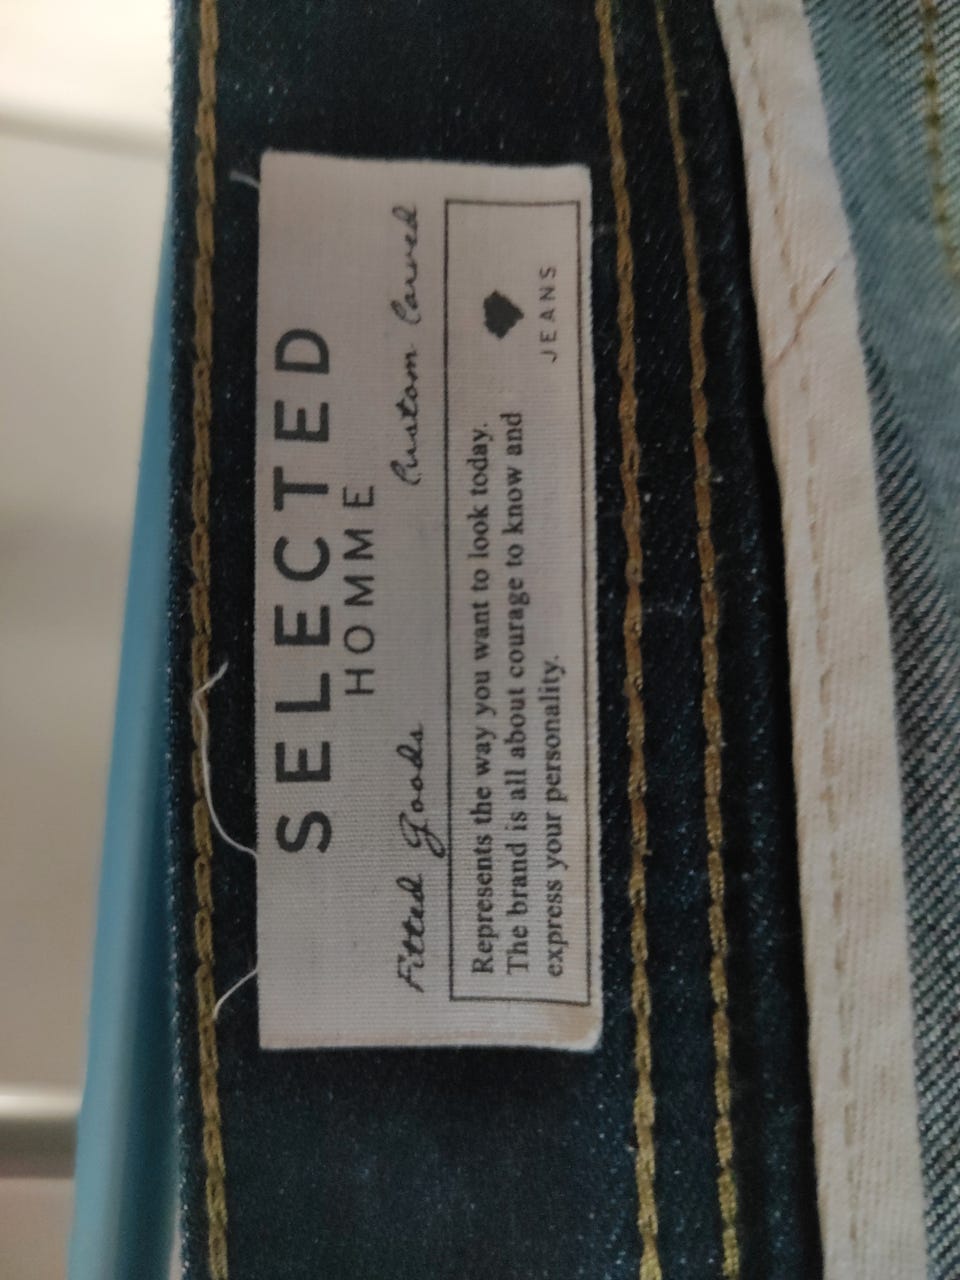 SELECTED
HOMME
Fitted Goods Custom Carved
Represents the way you want to look today.
The brand is all about courage to know and
express your personality.
JEANS